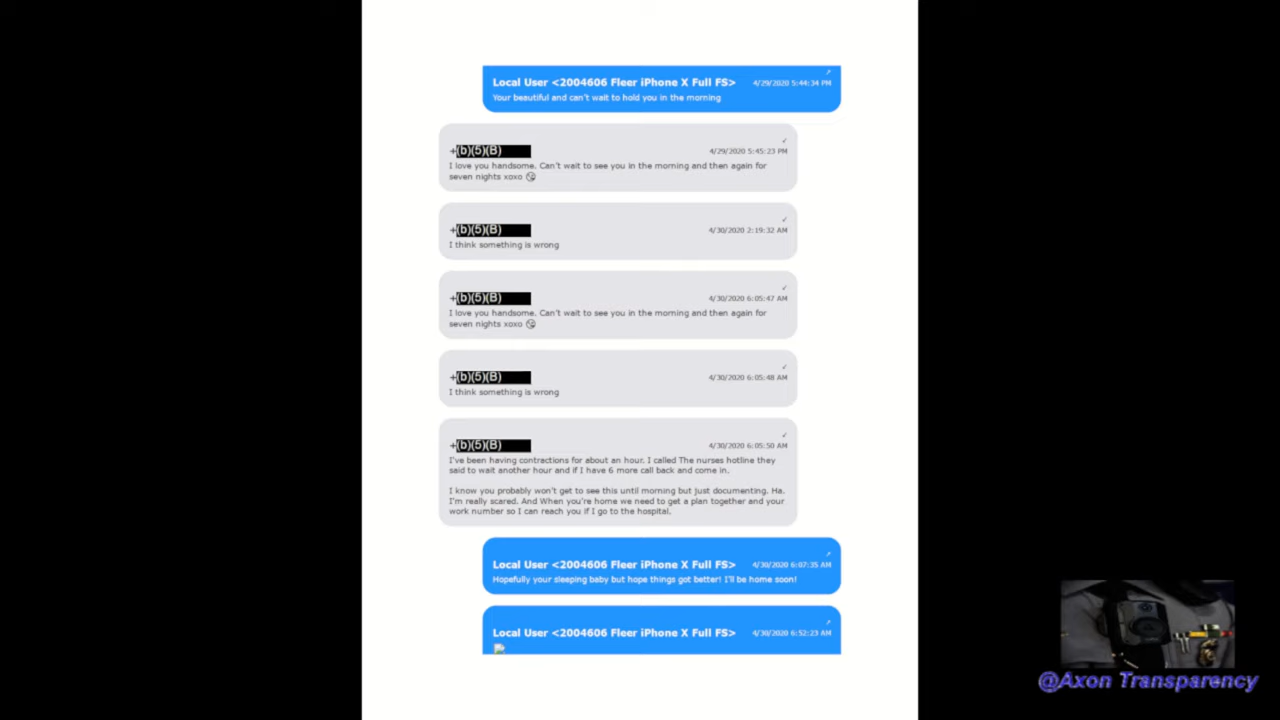 Local User <2004606 Fleer iPhone X Full FS> 4/29/2020 5:44:34 PM
Your beautiful and can't wait to hold you in the morning
+(b)(5)(B) 4/29/2020 5:45:23 PM
I love you handsome. Can't wait to see you in the morning and then again for
seven nights xoxo 😘
+(b)(5)(B) 4/30/2020 2:19:32 AM
I think something is wrong
+(b)(5)(B) 4/30/2020 6:05:47 AM
I love you handsome. Can't wait to see you in the morning and then again for
seven nights xoxo 😘
+(b)(5)(B) 4/30/2020 6:05:48 AM
I think something is wrong
+(b)(5)(B) 4/30/2020 6:05:50 AM
I've been having contractions for about an hour. I called The nurses hotline they
said to wait another hour and if I have 6 more call back and come in.
I know you probably won't get to see this until morning but just documenting. Ha.
I'm really scared. And When you're home we need to get a plan together and your
work number so I can reach you if I go to the hospital.
Local User <2004606 Fleer iPhone X Full FS> 4/30/2020 6:07:35 AM
Hopefully your sleeping baby but hope things got better! I'll be home soon!
Local User <2004606 Fleer iPhone X Full FS> 4/30/2020 6:52:23 AM
@Axon Transparency